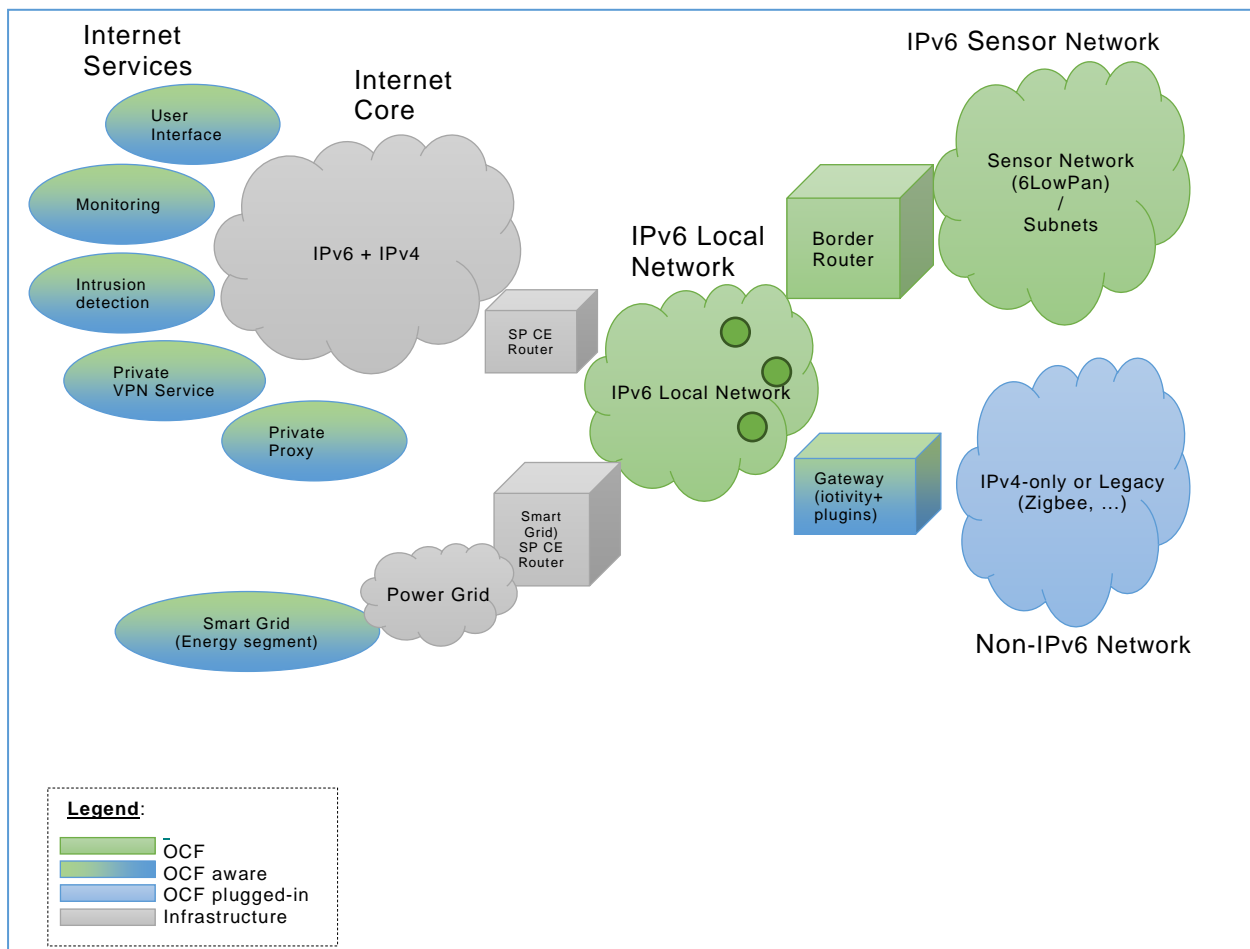 Internet
Services
User
Interface
Monitoring
Intrusion
detection
Private
VPN Service
Private
Proxy
Internet
Core
IPv6 + IPv4
SP CE
Router
IPv6 Local
Network
IPv6 Local Network
Border
Router
IPv6 Sensor Network
Sensor Network
(6LowPan)
/
Subnets
Gateway
(iotivity+
plugins)
IPv4-only or Legacy
(Zigbee, ...)
Non-IPv6 Network
Smart
Grid)
SP CE
Router
Power Grid
Smart Grid
(Energy segment)
Legend:
OCF
OCF aware
OCF plugged-in
Infrastructure